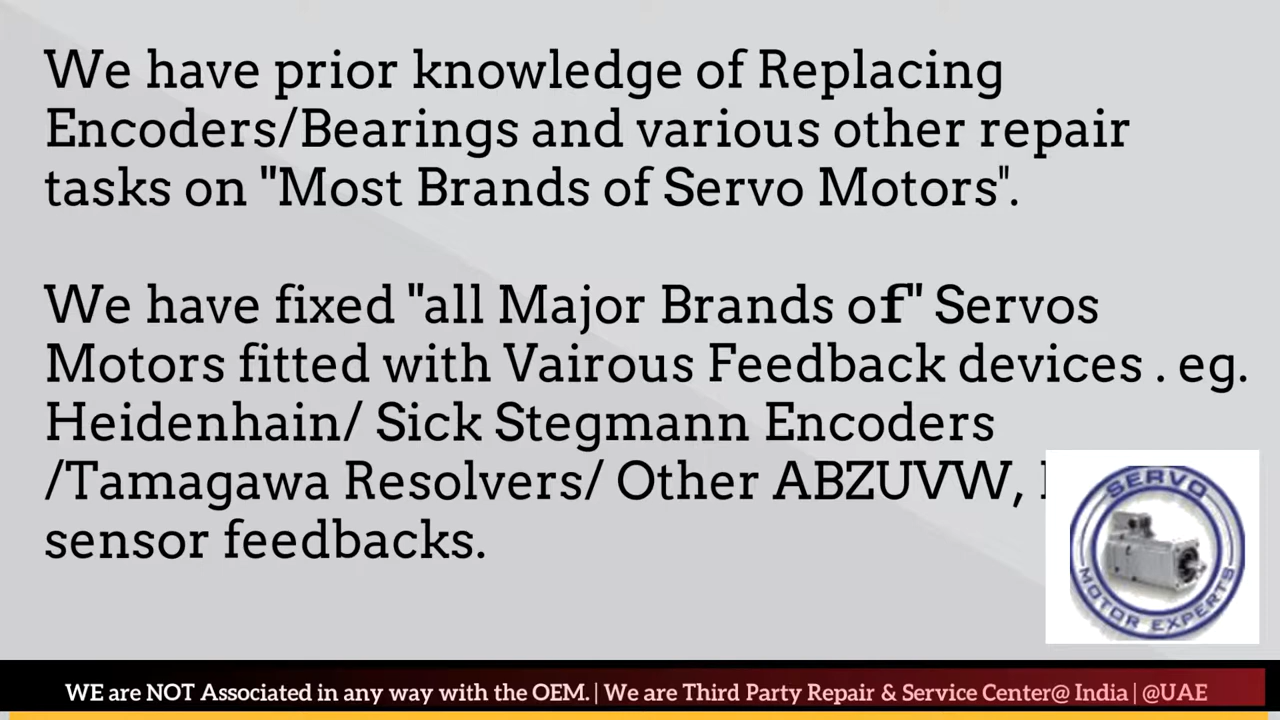 We have prior knowledge of Replacing
Encoders/Bearings and various other repair
tasks on "Most Brands of Servo Motors".
We have fixed "all Major Brands of" Servos
Motors fitted with Vairous Feedback devices . eg.
Heidenhain/ Sick Stegmann Encoders
/Tamagawa Resolvers/ Other ABZUVW,
sensor feedbacks.
SERVO
MOTOR EXPERTS
WE are NOT Associated in any way with the OEM. | We are Third Party Repair & Service Center@ India | @UAE